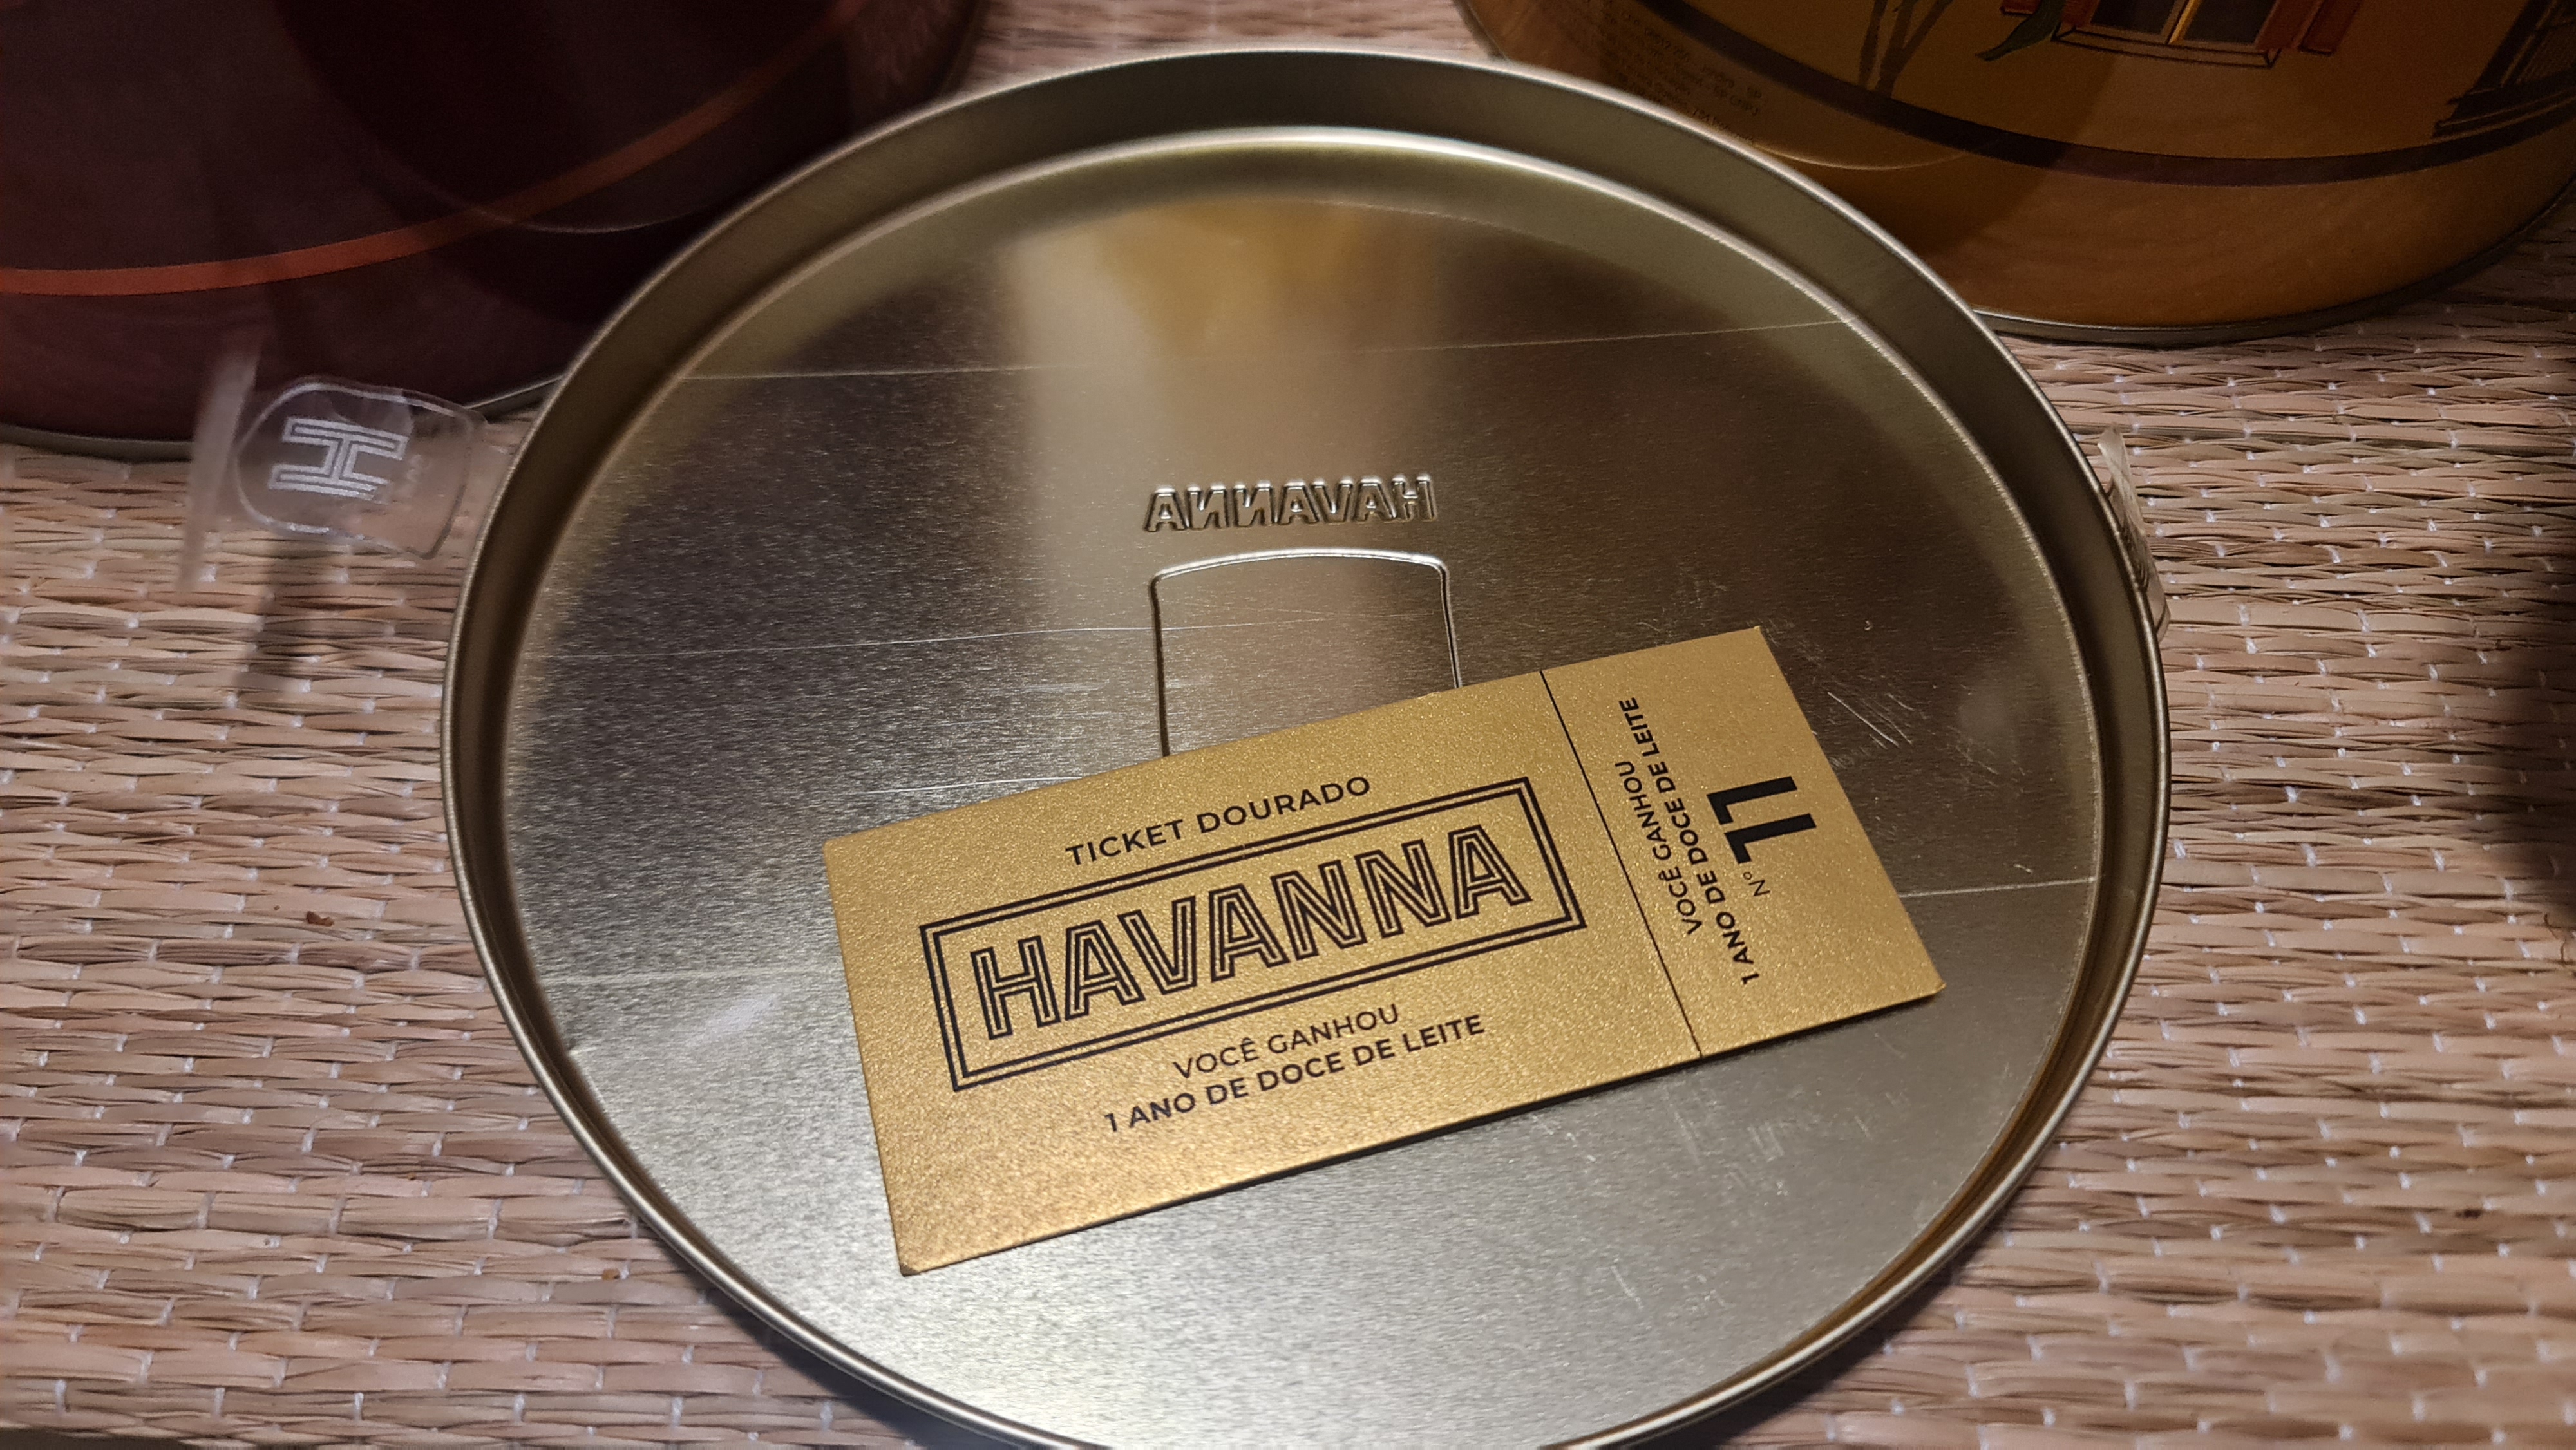 HAVANNA
TICKET DOURADO
HAVANNA
VOCÊ GANHOU
1 ANO DE DOCE DE LEITE
VOCÊ GANHOU
1 ANO DE DOCE DE LEITE
Nº 11
H